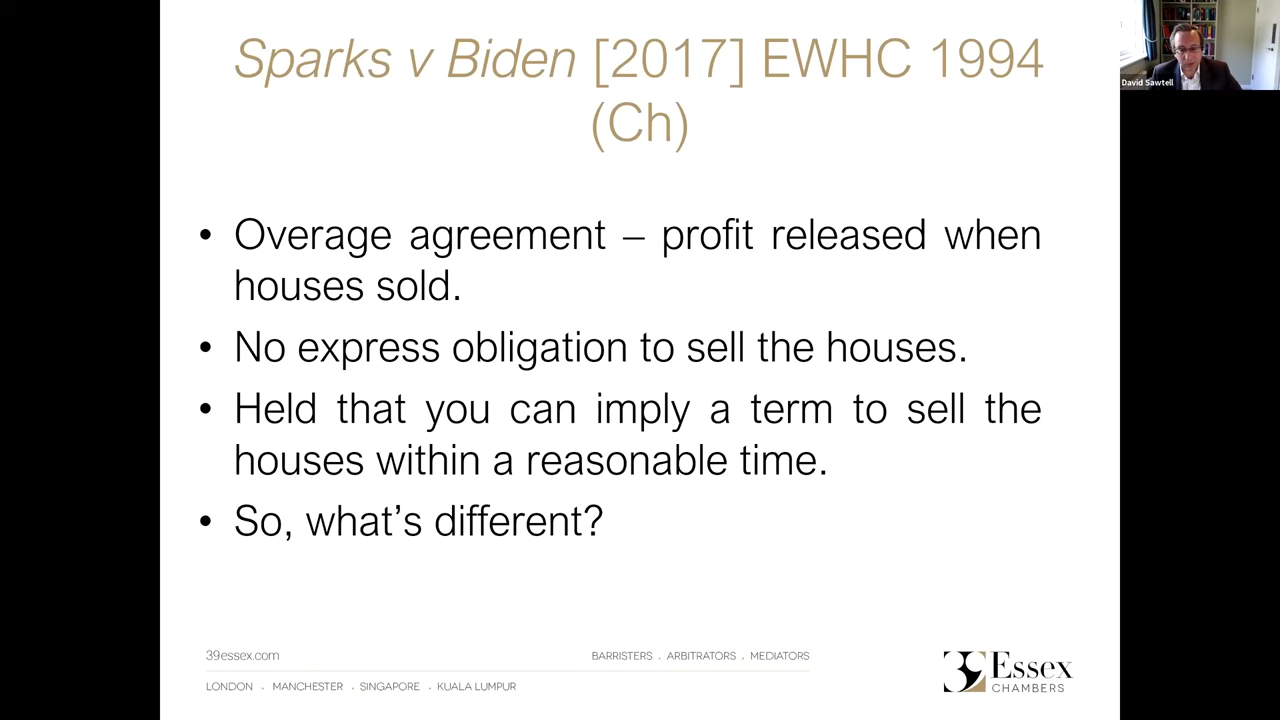 Sparks v Biden [2017] EWHC 1994
(Ch)
David Sawtell
• Overage agreement – profit released when
houses sold.
• No express obligation to sell the houses.
• Held that you can imply a term to sell the
houses within a reasonable time.
• So, what's different?
39essex.com
BARRISTERS . ARBITRATORS . MEDIATORS
LONDON . MANCHESTER . SINGAPORE . KUALA LUMPUR
39 Essex
CHAMBERS